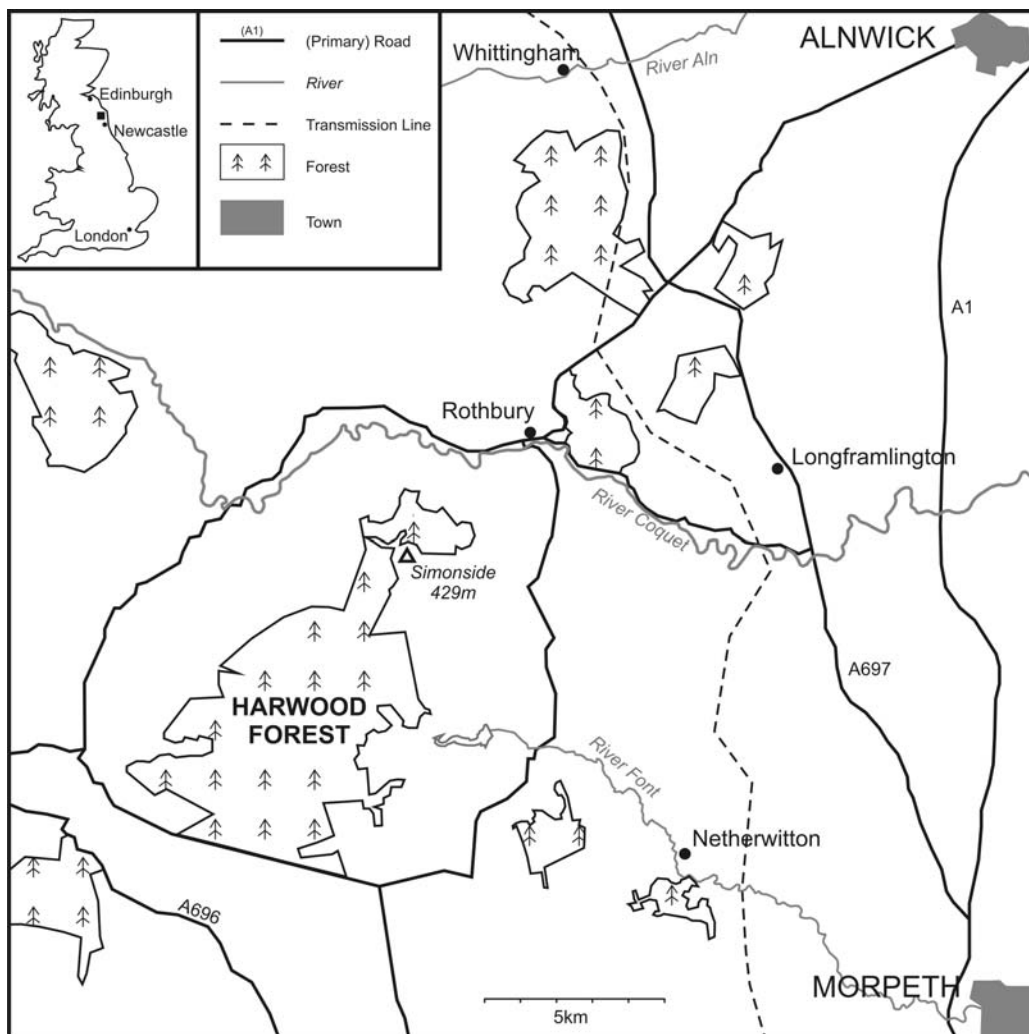 Edinburgh
Newcastle
London
(A1)
(Primary) Road
River
Transmission Line
Forest
Town
Whittingham
River Aln
ALNWICK
A1
Rothbury
Longframlington
River Coquet
Simonside
429m
A697
HARWOOD
FOREST
River Font
Netherwitton
A696
MORPETH
5km